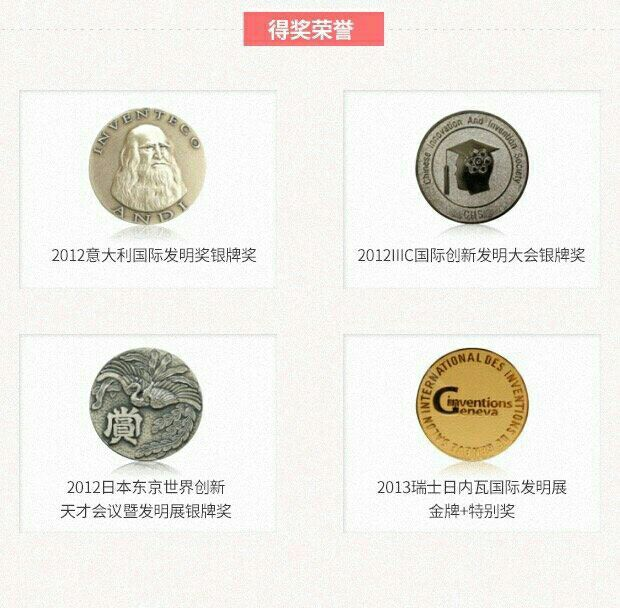 得奖荣誉
INVENTECO
ANDI
2012意大利国际发明奖银牌奖
Chinese Innovation And Invention Society
CIIS
2012IIIC国际创新发明大会银牌奖
賞
2012日本东京世界创新
天才会议暨发明展银牌奖
SALON INTERNATIONAL DES INVENTIONS DE GENEVE
inventions
Geneva
2013瑞士日内瓦国际发明展
金牌+特别奖